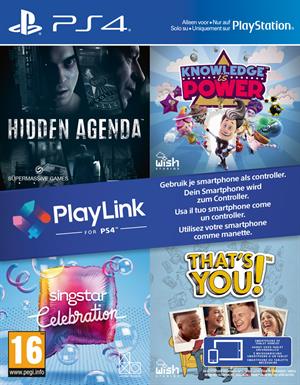 PS4
Alleen voor • Nur auf
Solo su • Uniquement sur
PlayStation
HIDDEN AGENDA
SUPERMASSIVE GAMES
KNOWLEDGE
IS
POWER
wish
STUDIOS
PlayLink
FOR PS4™
Gebruik je smartphone als controller.
Dein Smartphone wird
zum Controller.
Usa il tuo smartphone come
un controller.
Utilisez votre smartphone
comme manette.
singstar
Celebration
THAT'S
YOU!
wish
STUDIOS
16
www.pegi.info